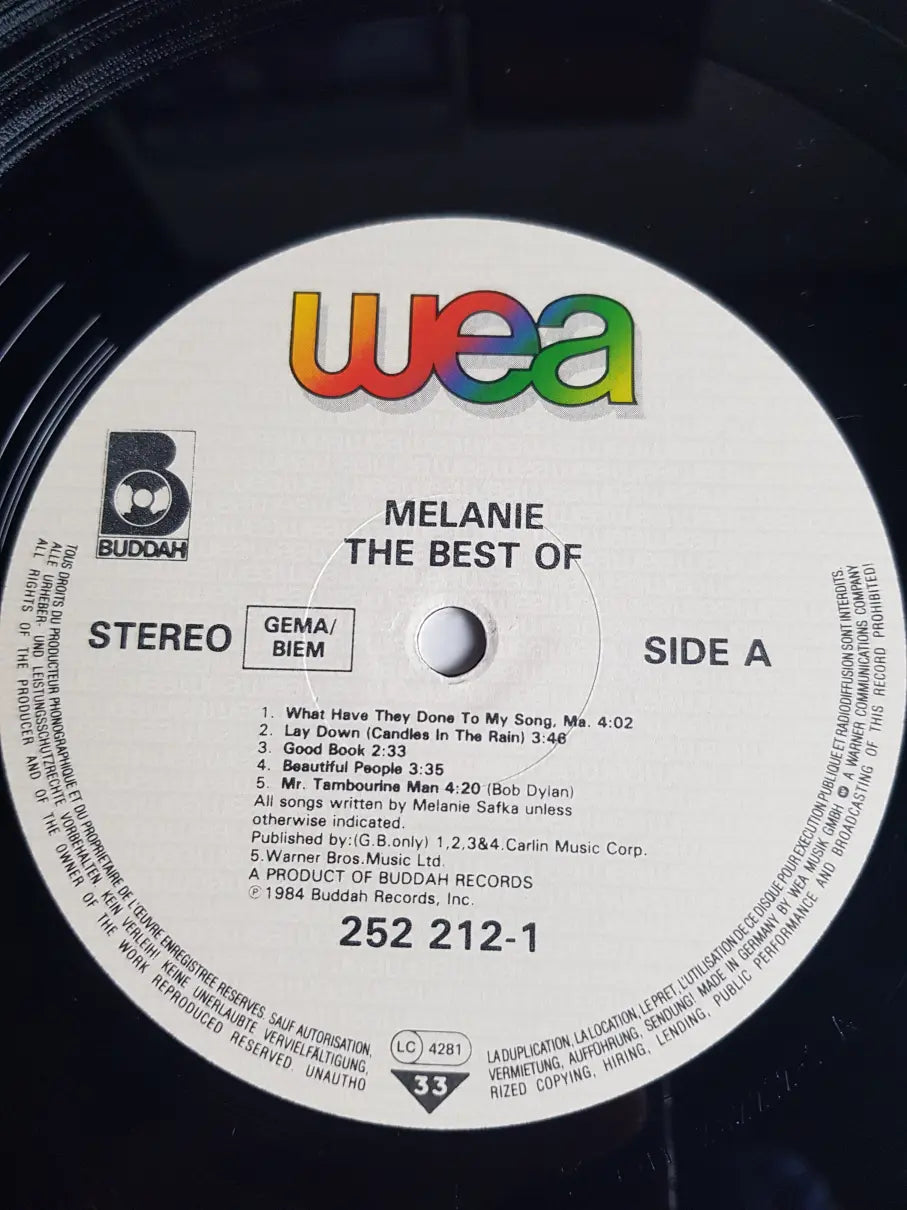 wea
B
BUDDAH
MELANIE
THE BEST OF
STEREO
GEMA/
BIEM
SIDE A
1. What Have They Done To My Song, Ma. 4:02
2. Lay Down (Candles In The Rain) 3:46
3. Good Book 2:33
4. Beautiful People 3:35
5. Mr. Tambourine Man 4:20 (Bob Dylan)
All songs written by Melanie Safka unless
otherwise indicated.
Published by:(G.B.only) 1,2,3&4.Carlin Music Corp.
5.Warner Bros.Music Ltd.
A PRODUCT OF BUDDAH RECORDS
℗ 1984 Buddah Records, Inc.
252 212-1
TOUS DROITS DU PRODUCTEUR PHONOGRAPHIQUE ET DU PROPRIETAIRE DE L'ŒUVRE ENREGISTREE RESERVES. SAUF AUTORISATION,
ALLE URHEBER- UND LEISTUNGSSCHUTZRECHTE VORBEHALTEN. KEIN VERLEIH! KEINE UNERLAUBTE VERVIELFÄLTIGUNG,
ALL RIGHTS OF THE PRODUCER AND OF THE OWNER OF THE WORK REPRODUCED RESERVED. UNAUTHO
LC 4281
33
LA DUPLICATION, LA LOCATION, LE PRET, L'UTILISATION DE CE DISQUE POUR EXECUTION PUBLIQUE ET RADIODIFFUSION SONT INTERDITS.
VERMIETUNG, AUFFÜHRUNG, SENDUNG! MADE IN GERMANY BY WEA MUSIK GMBH A WARNER COMMUNICATIONS COMPANY
RIZED COPYING, HIRING, LENDING, PUBLIC PERFORMANCE AND BROADCASTING OF THIS RECORD PROHIBITED!